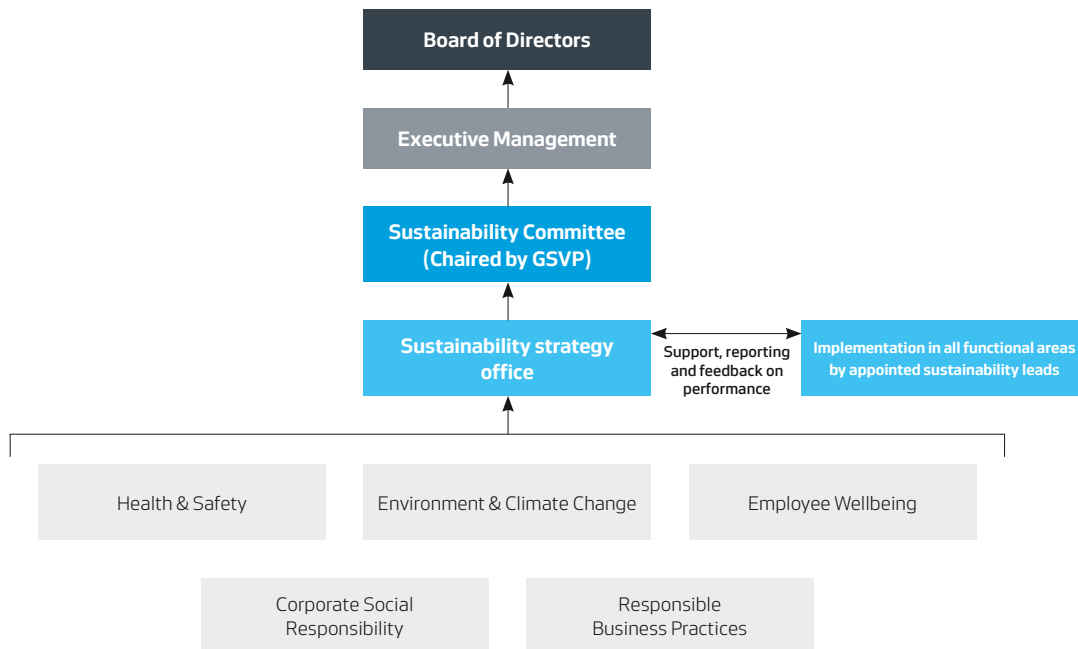 Board of Directors
Executive Management
Sustainability Committee
(Chaired by GSVP)
Sustainability strategy
office
Support, reporting
and feedback on
performance
Implementation in all functional areas
by appointed sustainability leads
Health & Safety
Environment & Climate Change
Employee Wellbeing
Corporate Social
Responsibility
Responsible
Business Practices